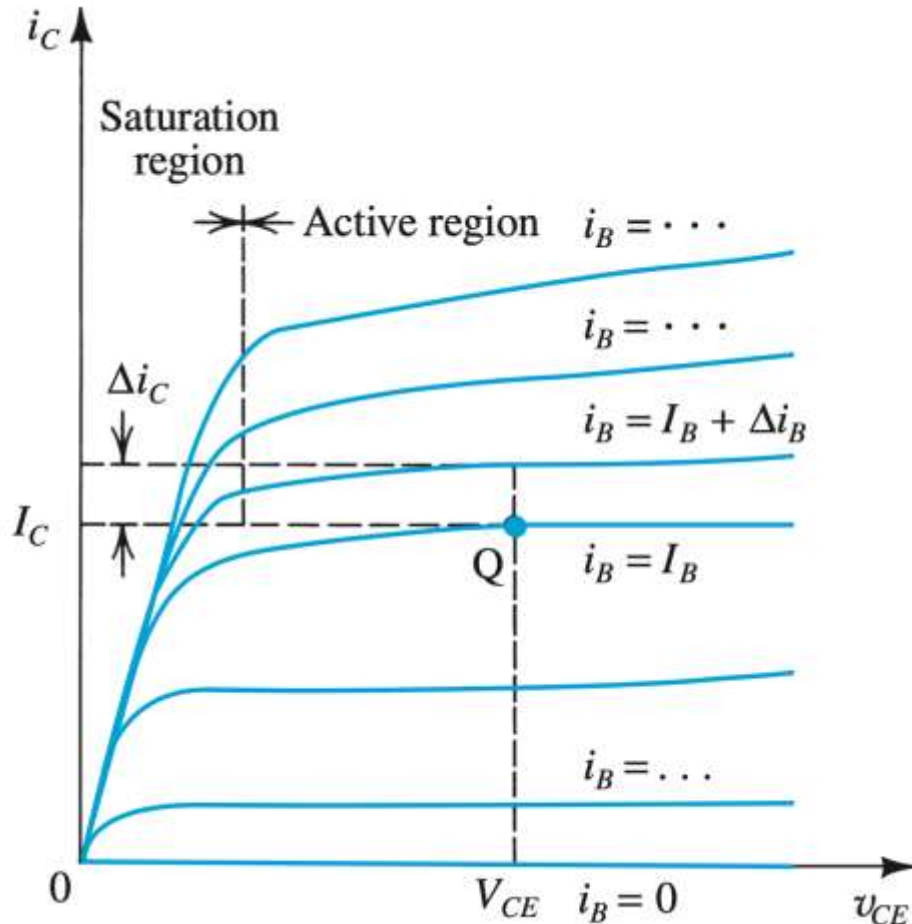 i_C
Saturation
region
Active region
i_B = · · ·
i_B = · · ·
Δi_C
i_B = I_B + Δi_B
I_C
Q
i_B = I_B
i_B = . . .
0
V_CE
i_B = 0
v_CE